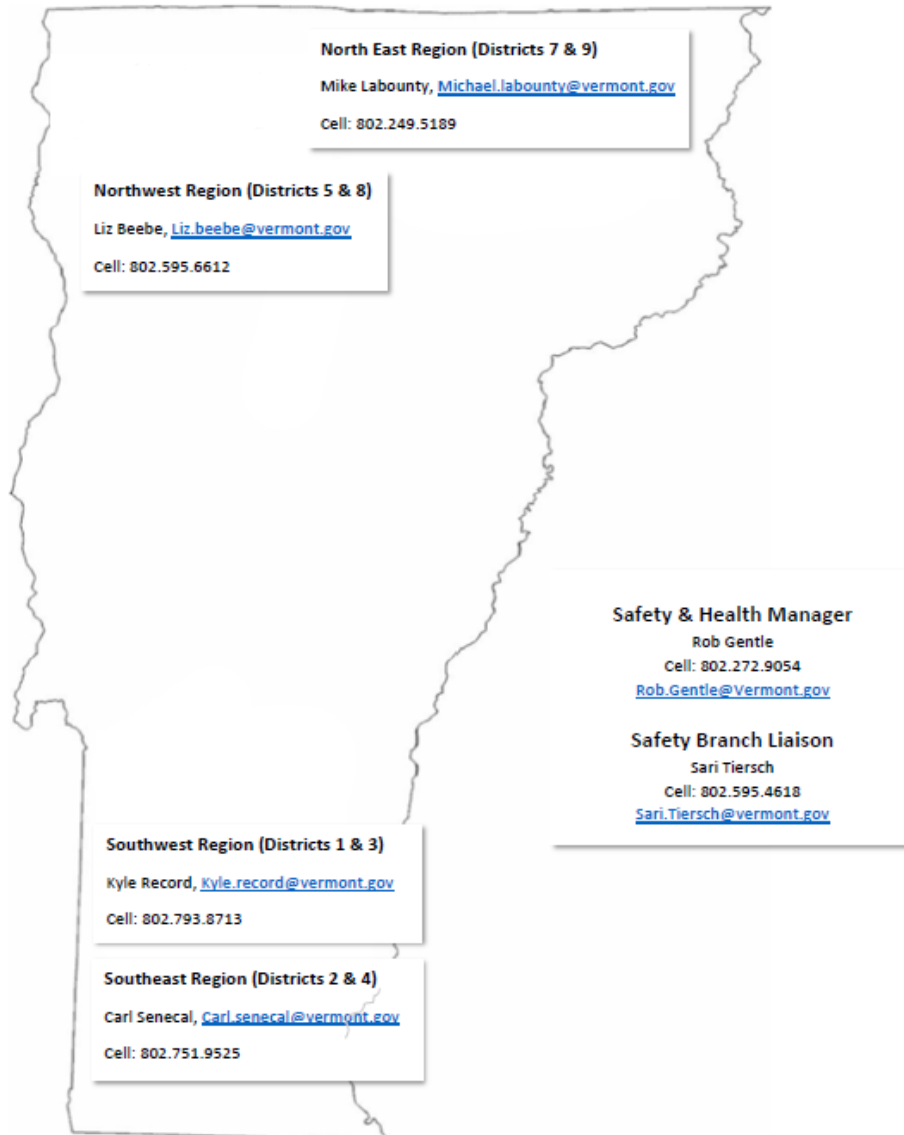 North East Region (Districts 7 & 9)
Mike Labounty, Michael.labounty@vermont.gov
Cell: 802.249.5189
Northwest Region (Districts 5 & 8)
Liz Beebe, Liz.beebe@vermont.gov
Cell: 802.595.6612
Safety & Health Manager
Rob Gentle
Cell: 802.272.9054
Rob.Gentle@Vermont.gov
Safety Branch Liaison
Sari Tiersch
Cell: 802.595.4618
Sari.Tiersch@vermont.gov
Southwest Region (Districts 1 & 3)
Kyle Record, Kyle.record@vermont.gov
Cell: 802.793.8713
Southeast Region (Districts 2 & 4)
Carl Senecal, Carl.senecal@vermont.gov
Cell: 802.751.9525